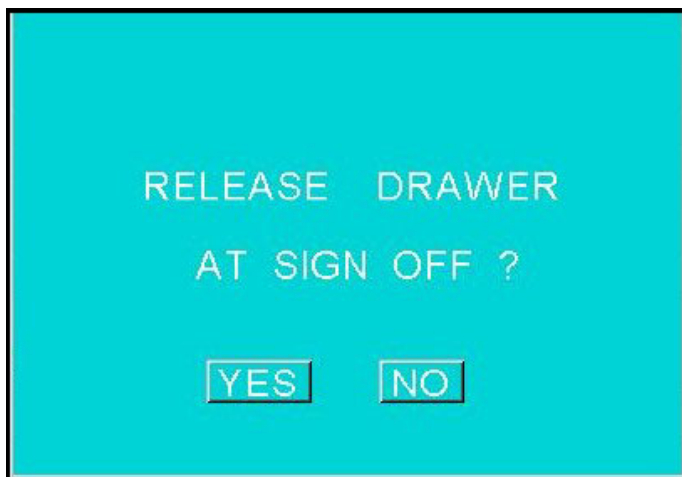 RELEASE DRAWER
AT SIGN OFF ?
YES NO